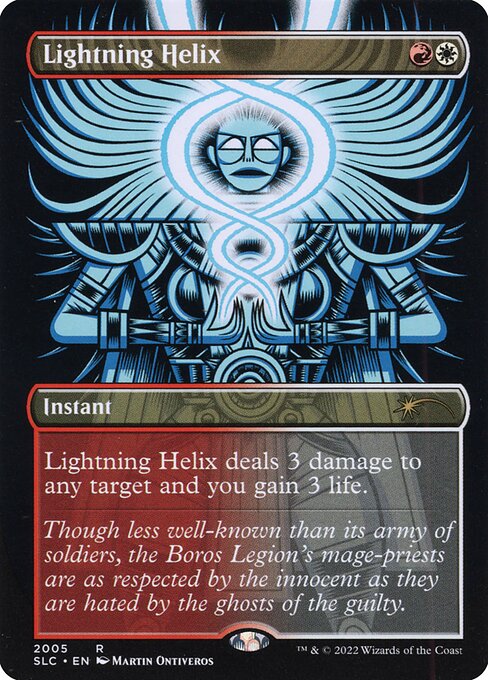 Lightning Helix
Instant
Lightning Helix deals 3 damage to
any target and you gain 3 life.
Though less well-known than its army of
soldiers, the Boros Legion's mage-priests
are as respected by the innocent as they
are hated by the ghosts of the guilty.
2005 R
SLC • EN Martin Ontiveros
™ & © 2022 Wizards of the Coast